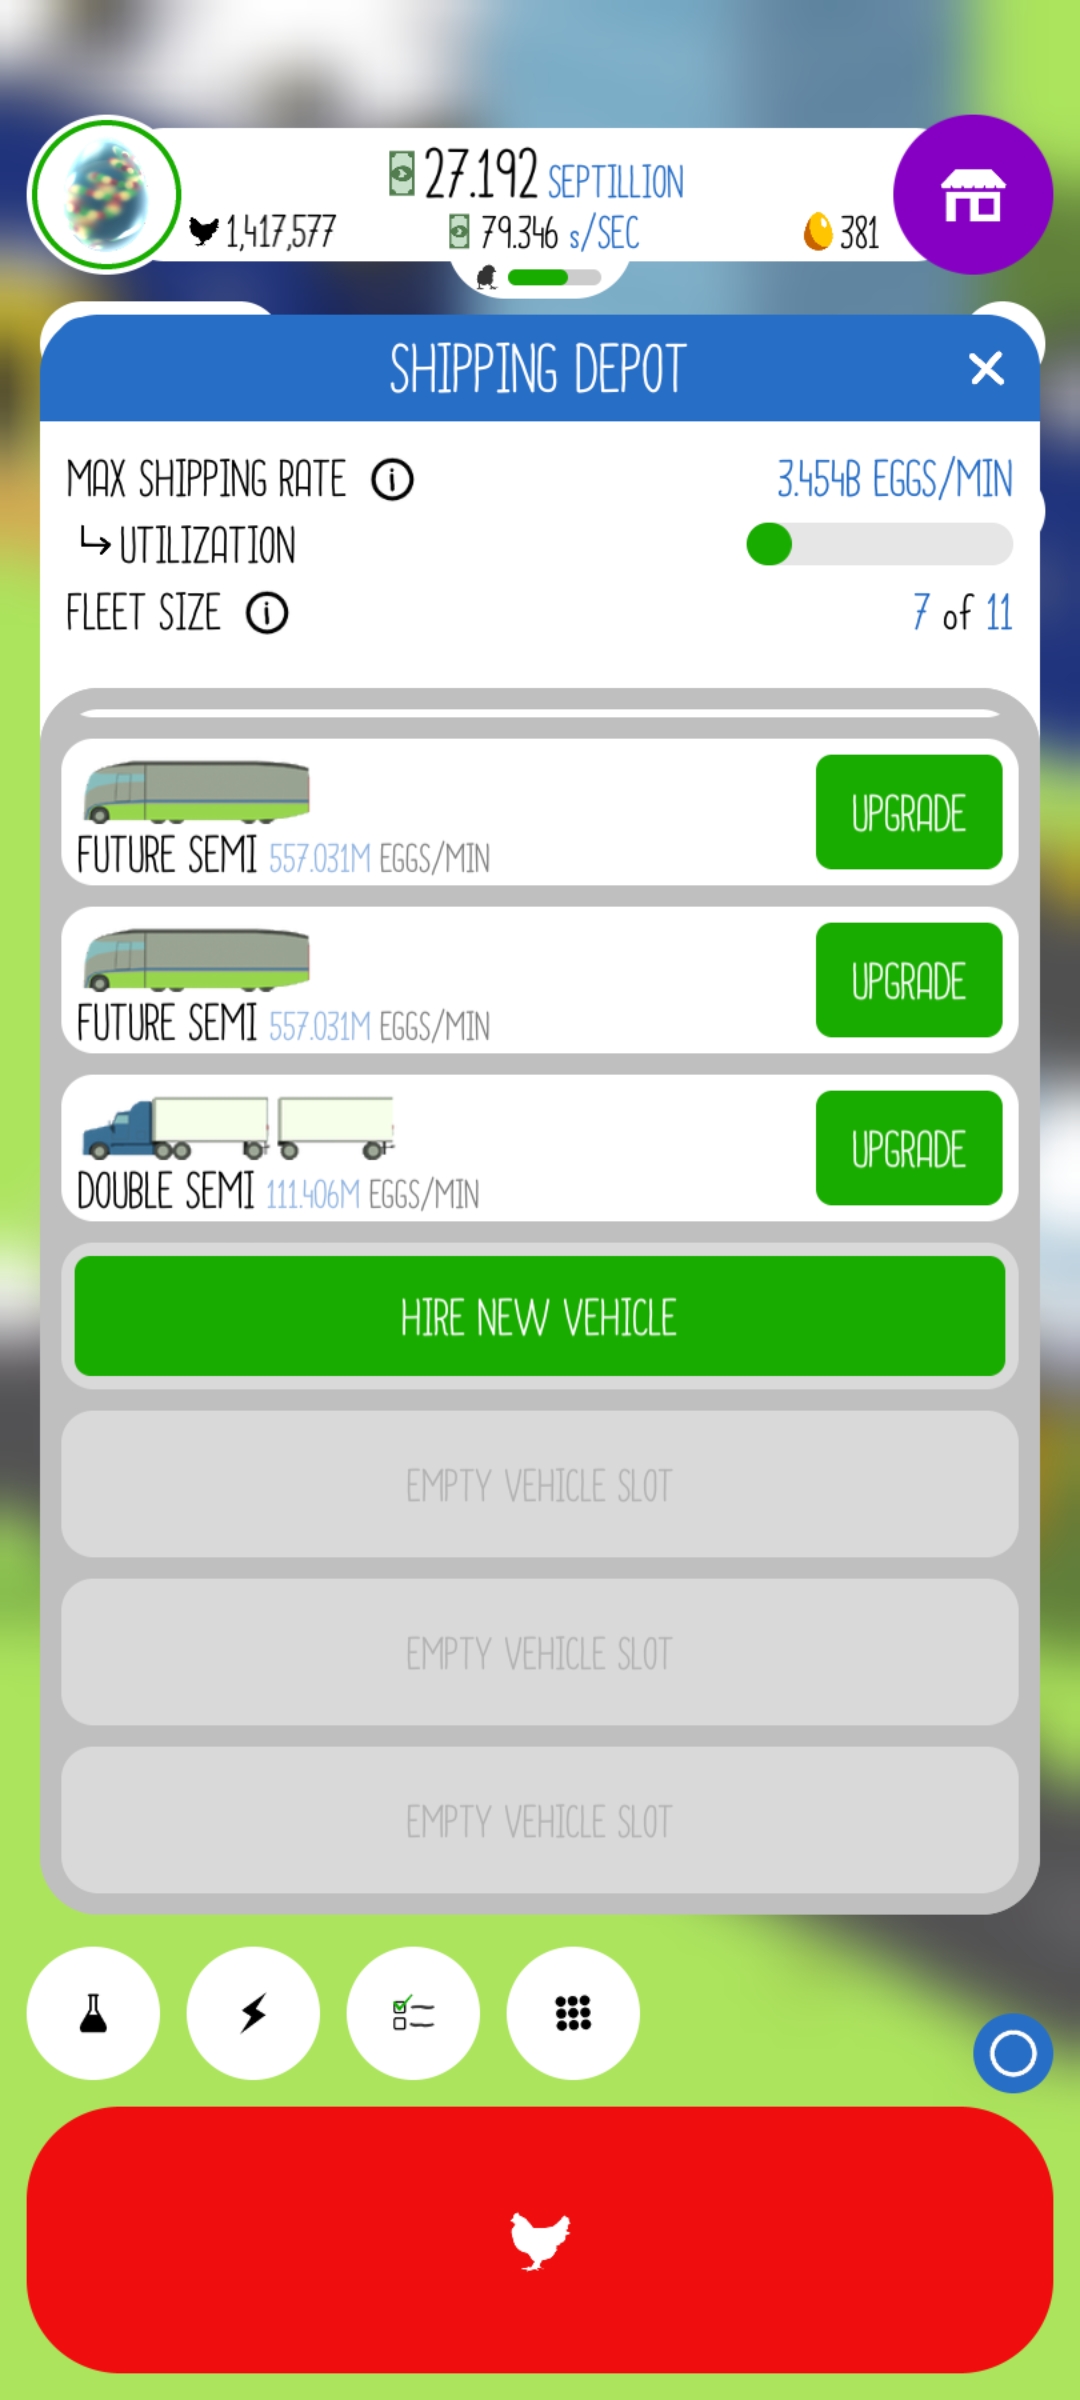 27.192 SEPTILLION
1,417,577 79.346 s/SEC 381
SHIPPING DEPOT
MAX SHIPPING RATE 3.454B EGGS/MIN
UTILIZATION
FLEET SIZE 7 of 11
UPGRADE
FUTURE SEMI 557.031M EGGS/MIN
UPGRADE
FUTURE SEMI 557.031M EGGS/MIN
UPGRADE
DOUBLE SEMI 111.406M EGGS/MIN
HIRE NEW VEHICLE
EMPTY VEHICLE SLOT
EMPTY VEHICLE SLOT
EMPTY VEHICLE SLOT